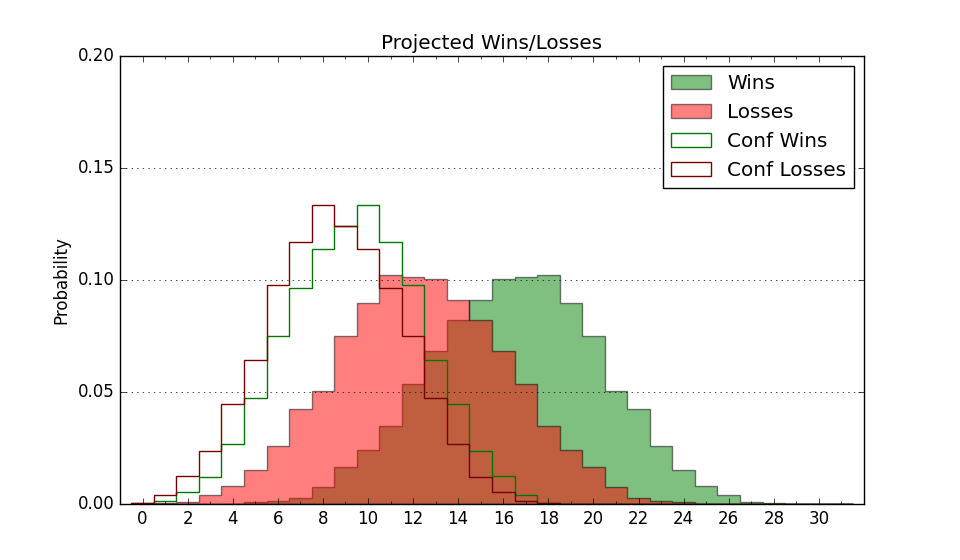 Projected Wins/Losses
0.20
Wins
Losses
Conf Wins
Conf Losses
0.15
0.10
Probability
0.05
0.00
0 2 4 6 8 10 12 14 16 18 20 22 24 26 28 30